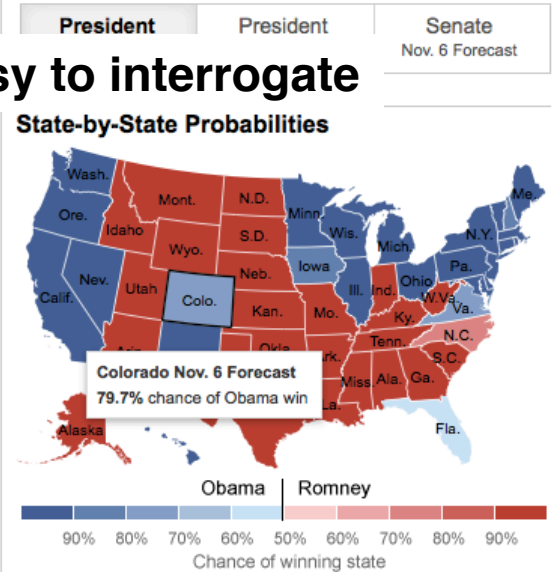 President President Senate
Nov. 6 Forecast
sy to interrogate
State-by-State Probabilities
Wash.
Mont. N.D. Minn. Me.
Ore. Idaho S.D. Wis. Mich. N.Y.
Wyo. Neb. Iowa Pa.
Nev. Utah Colo. Ill. Ind. Ohio
Calif. Kan. Mo. Ky. W.Va. Va.
Okla. Tenn. N.C.
Ark. S.C.
Miss. Ala. Ga.
La.
Colorado Nov. 6 Forecast
79.7% chance of Obama win
Alaska Fla.
Obama Romney
90% 80% 70% 60% 50% 60% 70% 80% 90%
Chance of winning state